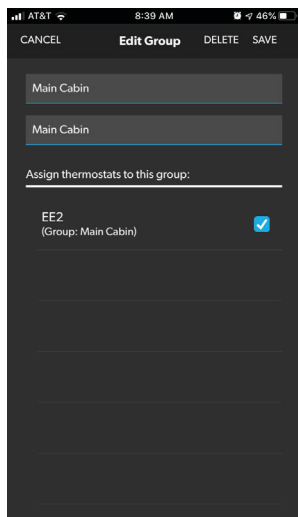 AT&T 8:39 AM 46%
CANCEL Edit Group DELETE SAVE
Main Cabin
Main Cabin
Assign thermostats to this group:
EE2
(Group: Main Cabin)